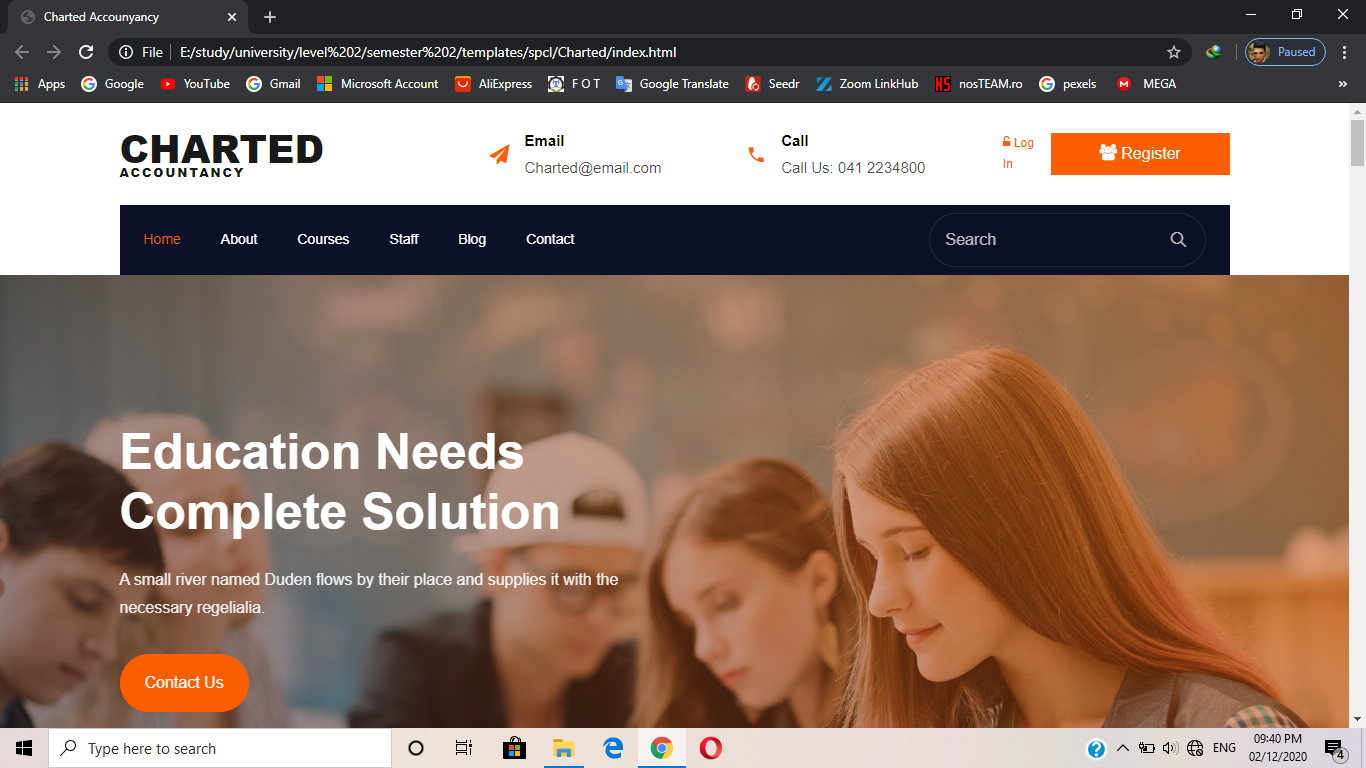 Charted Accounyancy
File E:/study/university/level%202/semester%202/templates/spcl/Charted/index.html Paused
Apps Google YouTube Gmail Microsoft Account AliExpress F O T Google Translate Seedr Zoom LinkHub NS nosTEAM.ro pexels M MEGA »
CHARTED
ACCOUNTANCY
Email
Charted@email.com
Call
Call Us: 041 2234800
Log
In
Register
Home About Courses Staff Blog Contact Search
Education Needs
Complete Solution
A small river named Duden flows by their place and supplies it with the
necessary regelialia.
Contact Us
Type here to search
ENG
09:40 PM
02/12/2020
4